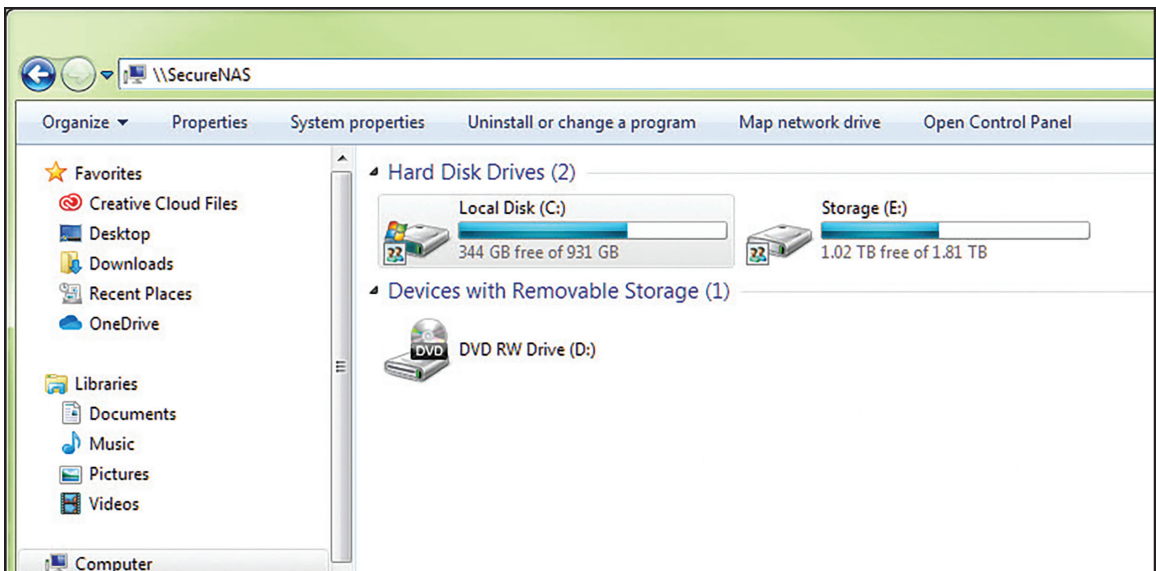 \\SecureNAS
Organize Properties System properties Uninstall or change a program Map network drive Open Control Panel
Favorites
Creative Cloud Files
Desktop
Downloads
Recent Places
OneDrive
Libraries
Documents
Music
Pictures
Videos
Computer
Hard Disk Drives (2)
Local Disk (C:)
344 GB free of 931 GB
Storage (E:)
1.02 TB free of 1.81 TB
Devices with Removable Storage (1)
DVD
DVD RW Drive (D:)